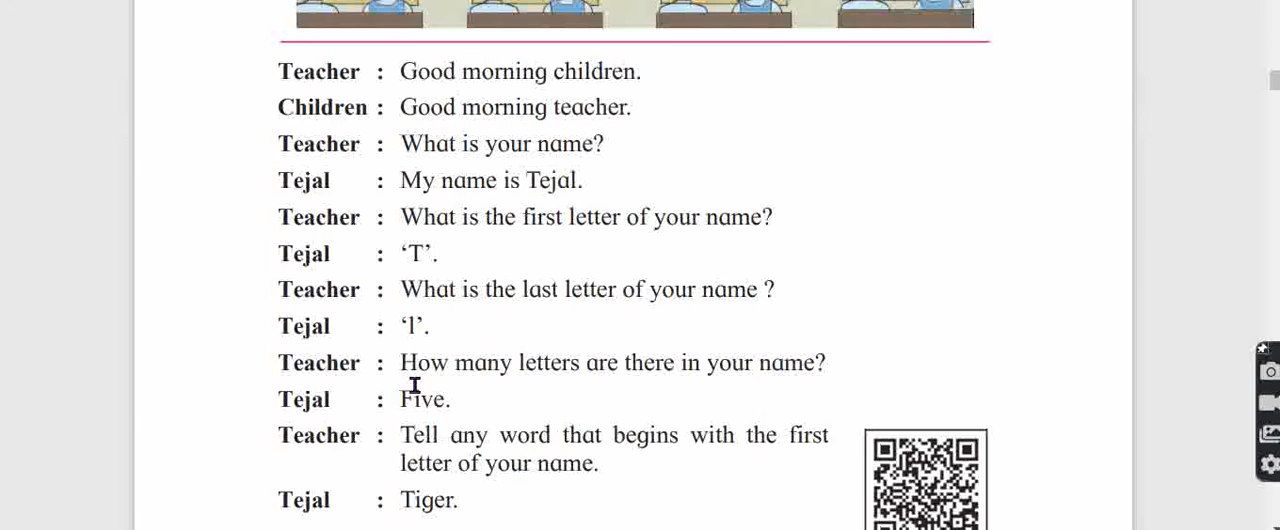 Teacher : Good morning children.
Children : Good morning teacher.
Teacher : What is your name?
Tejal : My name is Tejal.
Teacher : What is the first letter of your name?
Tejal : ‘T’.
Teacher : What is the last letter of your name ?
Tejal : ‘l’.
Teacher : How many letters are there in your name?
Tejal : Five.
Teacher : Tell any word that begins with the first
letter of your name.
Tejal : Tiger.